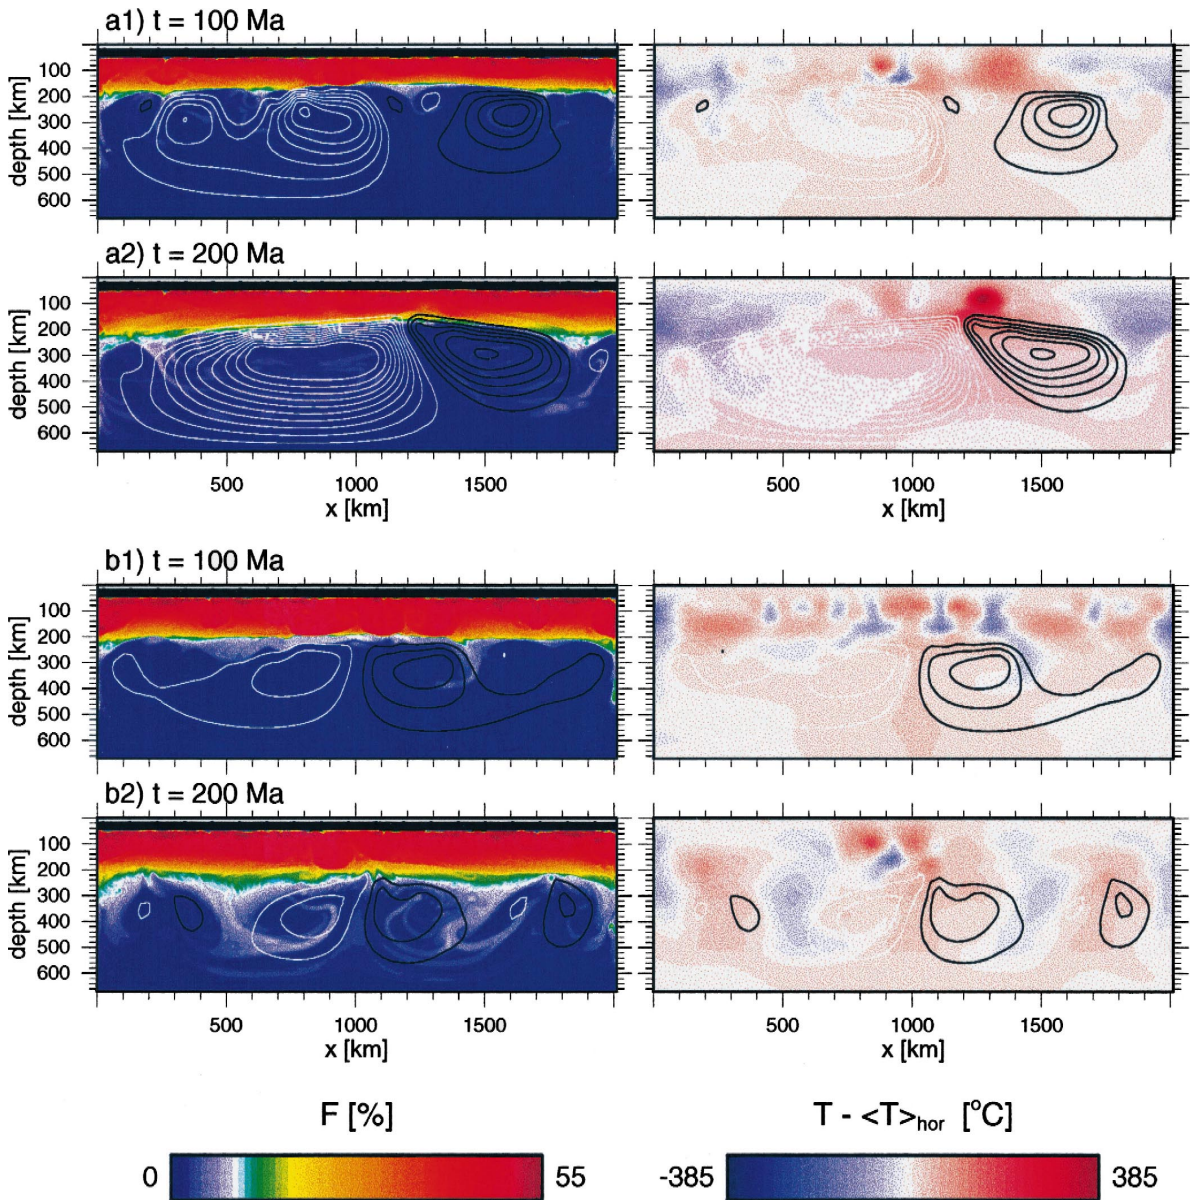 a1) t = 100 Ma
depth [km]
100
200
300
400
500
600
a2) t = 200 Ma
depth [km]
100
200
300
400
500
600
500 1000 1500
x [km]
500 1000 1500
x [km]
b1) t = 100 Ma
depth [km]
100
200
300
400
500
600
b2) t = 200 Ma
depth [km]
100
200
300
400
500
600
500 1000 1500
x [km]
500 1000 1500
x [km]
F [%]
0 55
T - <T>hor [°C]
-385 385